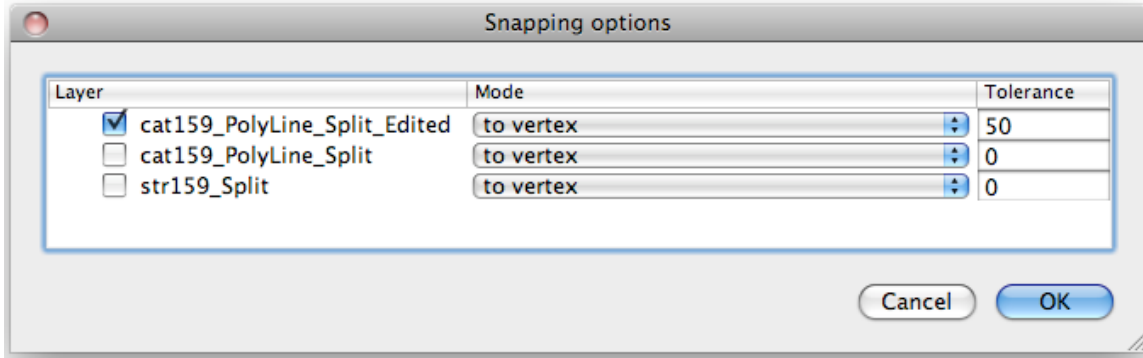 Snapping options
Layer Mode Tolerance
cat159_PolyLine_Split_Edited to vertex 50
cat159_PolyLine_Split to vertex 0
str159_Split to vertex 0
Cancel OK